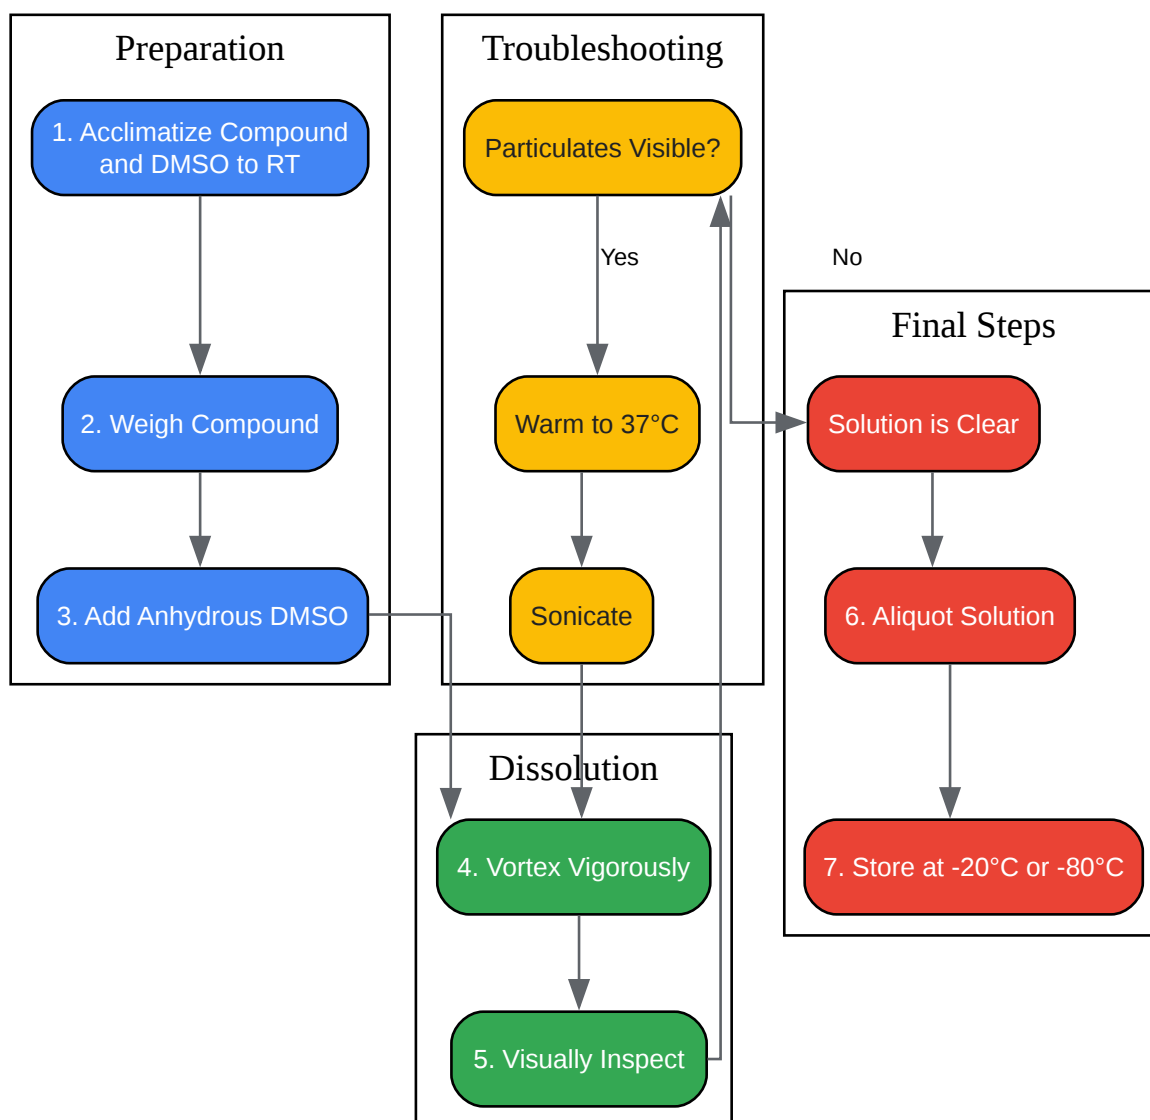 Preparation
1. Acclimatize Compound
and DMSO to RT
2. Weigh Compound
3. Add Anhydrous DMSO
Troubleshooting
Particulates Visible?
Yes
No
Warm to 37°C
Sonicate
Dissolution
4. Vortex Vigorously
5. Visually Inspect
Final Steps
Solution is Clear
6. Aliquot Solution
7. Store at -20°C or -80°C